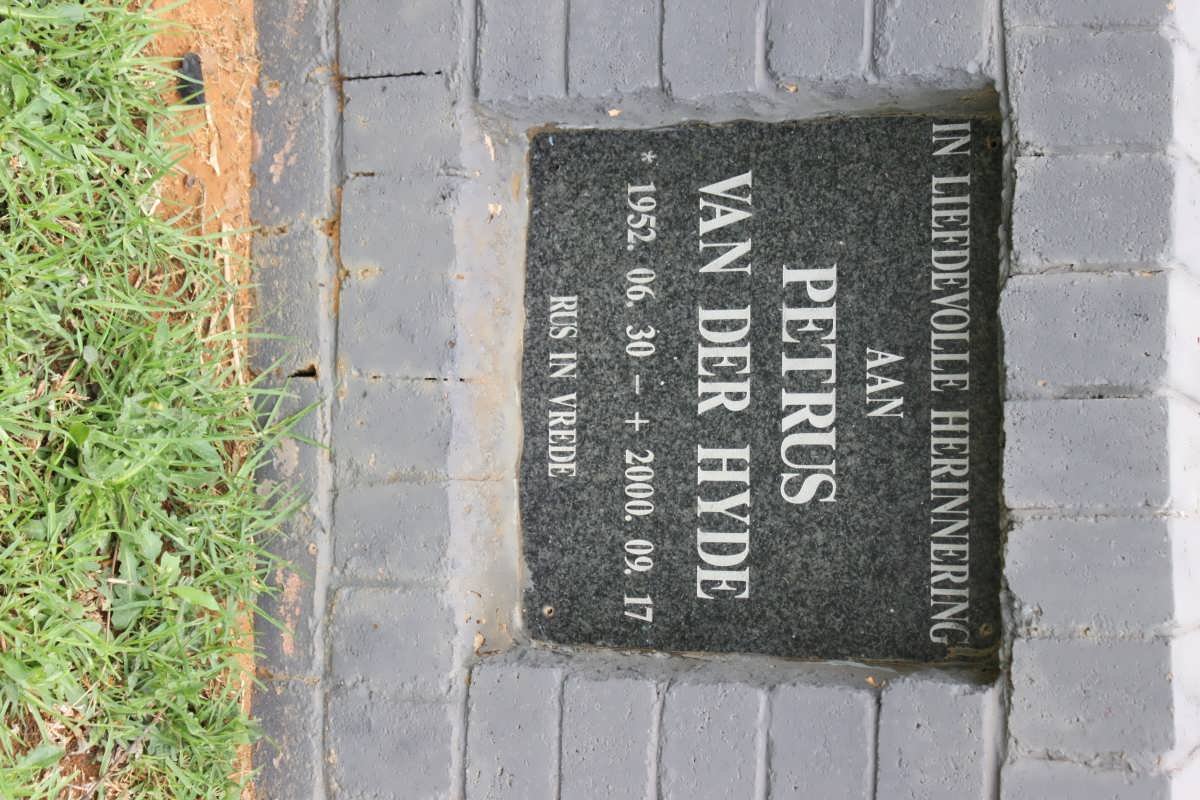 IN LIEFDEVOLLE HERINNERING
AAN
PETRUS
VAN DER HYDE
* 1952. 06. 30 – + 2000. 09. 17
RUS IN VREDE